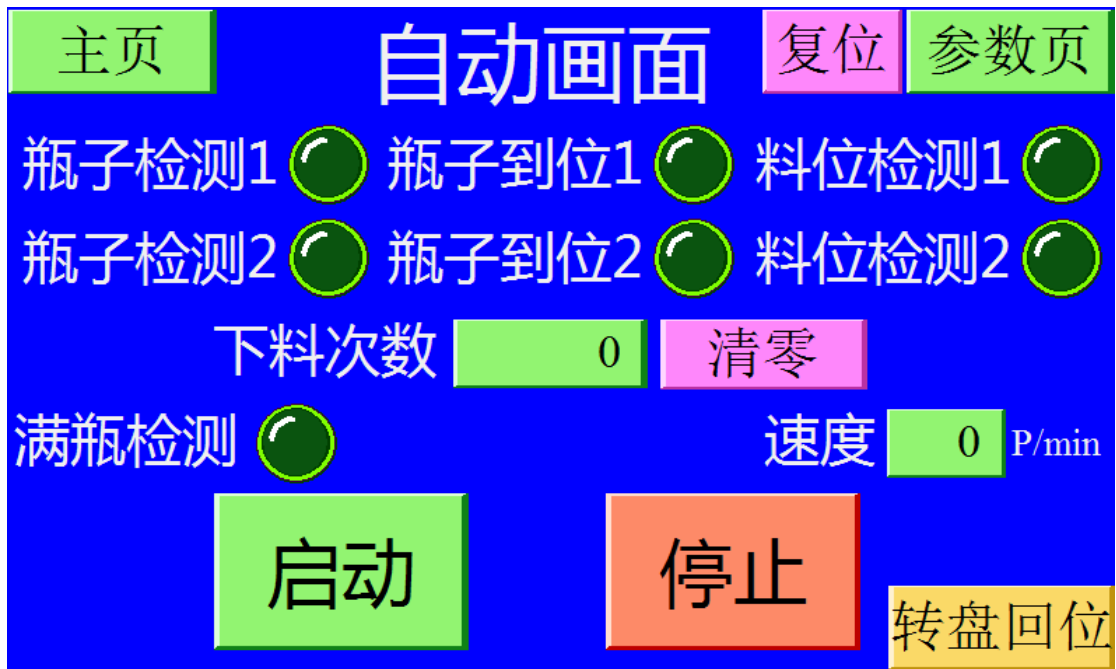 主页 自动画面 复位 参数页
瓶子检测1 瓶子到位1 料位检测1
瓶子检测2 瓶子到位2 料位检测2
下料次数 0 清零
满瓶检测 速度 0 P/min
启动 停止
转盘回位